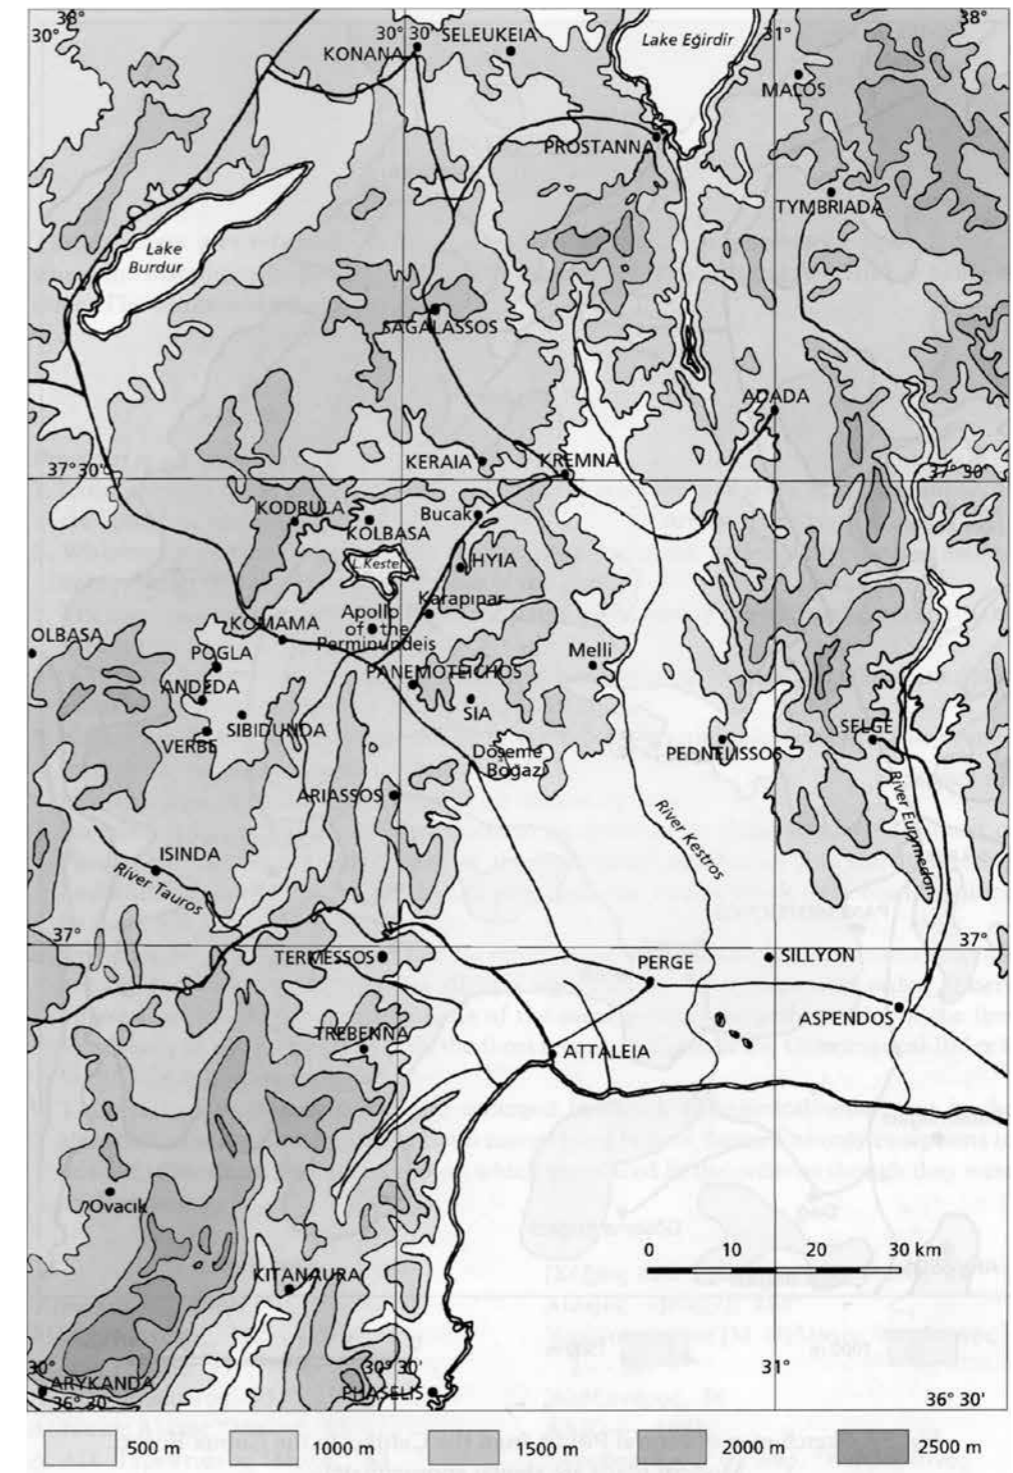 38°
30°
30° 30'
SELEUKEIA
KONANA
Lake Eğirdir
31°
38°
MALOS
PROSTANNA
TYMBRIADA
Lake
Burdur
SAGALASSOS
ADADA
KERAIA
KREMNA
37° 30'
37° 30'
KODRULA
KOLBASA
Bucak
L.Kestel
HYIA
Karapınar
Apollo
of the
Perminundeis
KOMAMA
OLBASA
POGLA
Melli
PANEMOTEICHOS
ANDEDA
SIA
SIBIDUNDA
VERBE
SELGE
PEDNELISSOS
Döşeme
Boğazı
ARIASSOS
River Kestros
River Eurymedon
ISINDA
River Tauros
37°
37°
TERMESSOS
PERGE
SILLYON
ASPENDOS
TREBENNA
ATTALEIA
Ovacık
0 10 20 30 km
KITANAURA
30°
30°30'
31°
ARYKANDA
36° 30'
PHASELIS
36° 30'
500 m 1000 m 1500 m 2000 m 2500 m